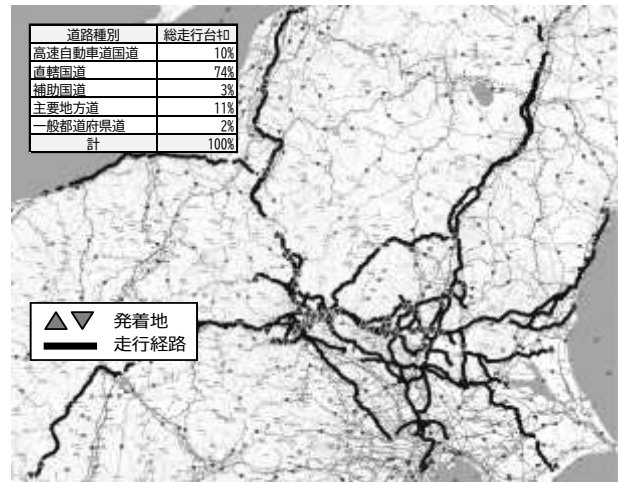 道路種別 総走行台ｷﾛ
高速自動車道国道 10%
直轄国道 74%
補助国道 3%
主要地方道 11%
一般都道府県道 2%
計 100%
発着地
走行経路